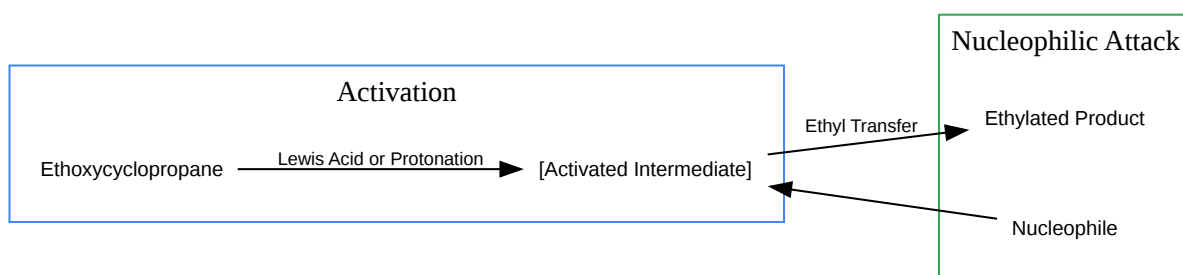 Nucleophilic Attack
Activation
Ethyl Transfer
Ethylated Product
Ethoxycyclopropane
Lewis Acid or Protonation
[Activated Intermediate]
Nucleophile